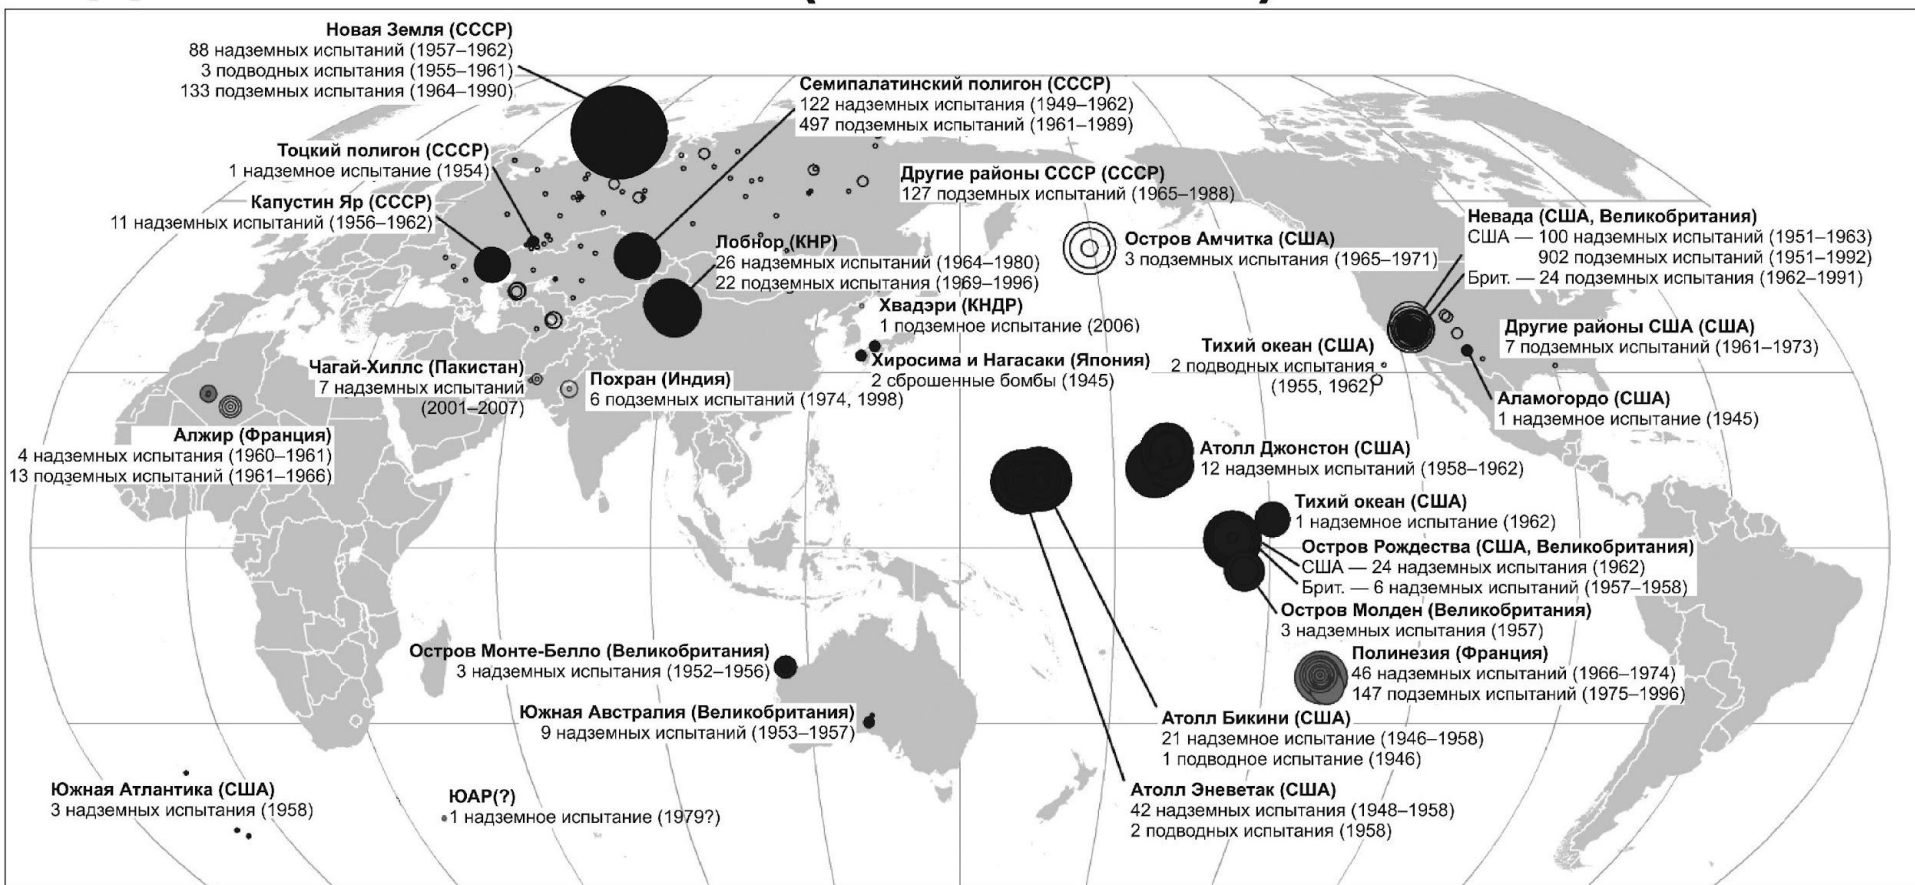 Новая Земля (СССР)
88 надземных испытаний (1957–1962)
3 подводных испытания (1955–1961)
133 подземных испытаний (1964–1990)
Семипалатинский полигон (СССР)
122 надземных испытания (1949–1962)
497 подземных испытаний (1961–1989)
Тоцкий полигон (СССР)
1 надземное испытание (1954)
Другие районы СССР (СССР)
127 подземных испытаний (1965–1988)
Капустин Яр (СССР)
11 надземных испытаний (1956–1962)
Невада (США, Великобритания)
США — 100 надземных испытаний (1951–1963)
902 подземных испытаний (1951–1992)
Брит. — 24 подземных испытания (1962–1991)
Лобнор (КНР)
26 надземных испытаний (1964–1980)
22 подземных испытания (1969–1996)
Остров Амчитка (США)
3 подземных испытания (1965–1971)
Хвадэри (КНДР)
1 подземное испытание (2006)
Другие районы США (США)
7 подземных испытаний (1961–1973)
Хиросима и Нагасаки (Япония)
2 сброшенные бомбы (1945)
Тихий океан (США)
2 подводных испытания
(1955, 1962)
Чагай-Хиллс (Пакистан)
7 надземных испытаний
(2001–2007)
Похран (Индия)
6 подземных испытаний (1974, 1998)
Аламогордо (США)
1 надземное испытание (1945)
Алжир (Франция)
4 надземных испытания (1960–1961)
13 подземных испытаний (1961–1966)
Атолл Джонстон (США)
12 надземных испытаний (1958–1962)
Тихий океан (США)
1 надземное испытание (1962)
Остров Рождества (США, Великобритания)
США — 24 надземных испытания (1962)
Брит. — 6 надземных испытаний (1957–1958)
Остров Молден (Великобритания)
3 надземных испытания (1957)
Остров Монте-Белло (Великобритания)
3 надземных испытания (1952–1956)
Полинезия (Франция)
46 надземных испытаний (1966–1974)
147 подземных испытаний (1975–1996)
Южная Австралия (Великобритания)
9 надземных испытаний (1953–1957)
Атолл Бикини (США)
21 надземное испытание (1946–1958)
1 подводное испытание (1946)
Южная Атлантика (США)
3 надземных испытания (1958)
ЮАР(?)
1 надземное испытание (1979?)
Атолл Эневетак (США)
42 надземных испытания (1948–1958)
2 подводных испытания (1958)